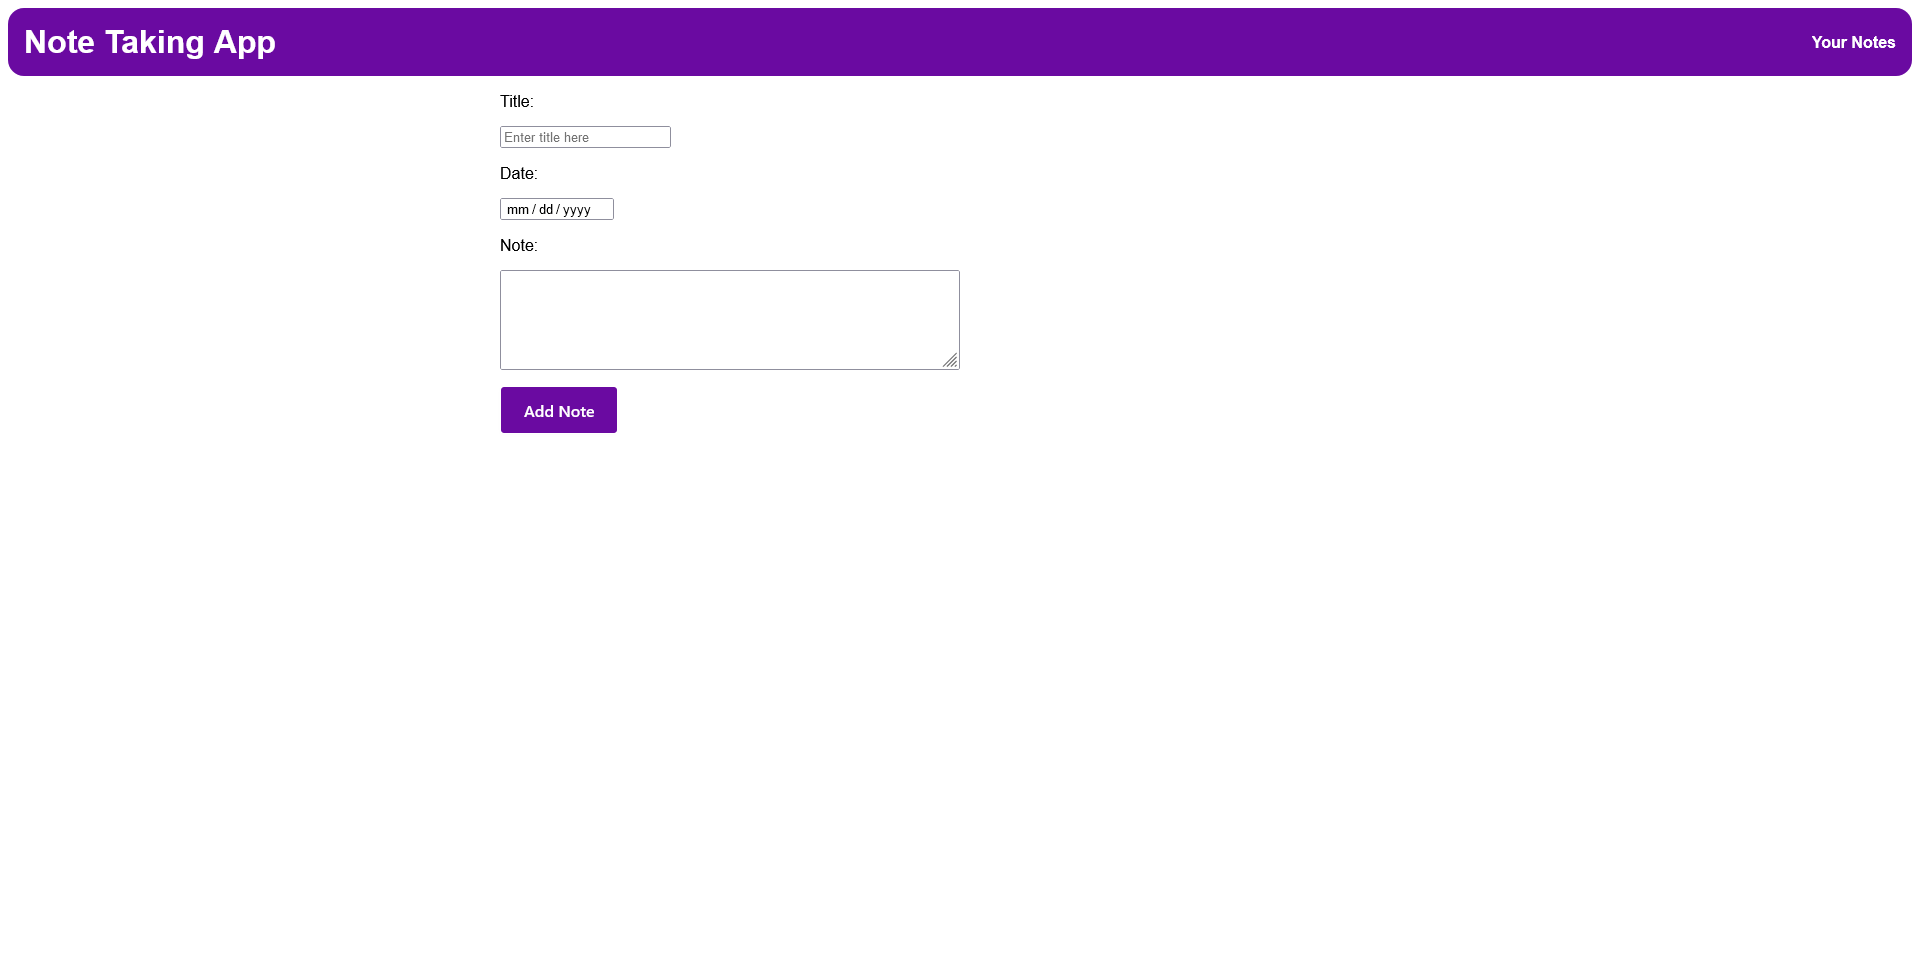 Note Taking App
Your Notes
Title:
Enter title here
Date:
mm / dd / yyyy
Note:
Add Note